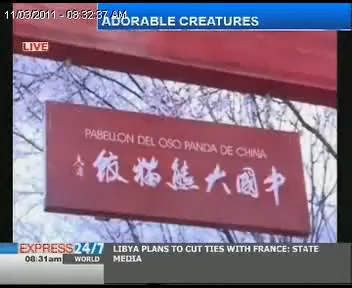 11/03/2011 - 08:32:37 AM
ADORABLE CREATURES
LIVE
PABELLON DEL OSO PANDA DE CHINA
中國大熊猫館
EXPRESS 24/7
08:31am WORLD
LIBYA PLANS TO CUT TIES WITH FRANCE: STATE
MEDIA